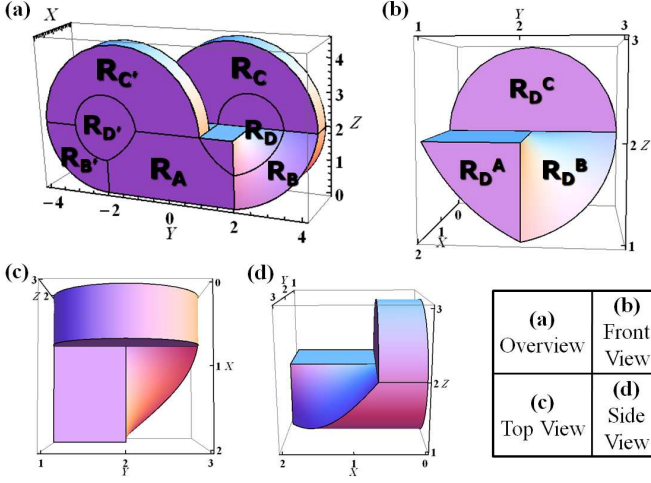 (a)
X
4
3
2
Z
1
0
−4
−2
0
2
4
Y
R_C'
R_C
R_D'
R_D
R_B'
R_A
R_B
(b)
Y
1
2
3
3
2
Z
1
0
1
2
X
R_D^C
R_D^A
R_D^B
(c)
3
Z
2
0
1
X
2
1
2
3
Y
(d)
Y
3
2
1
3
2
Z
1
2
1
0
X
(a)
Overview
(b)
Front
View
(c)
Top View
(d)
Side
View